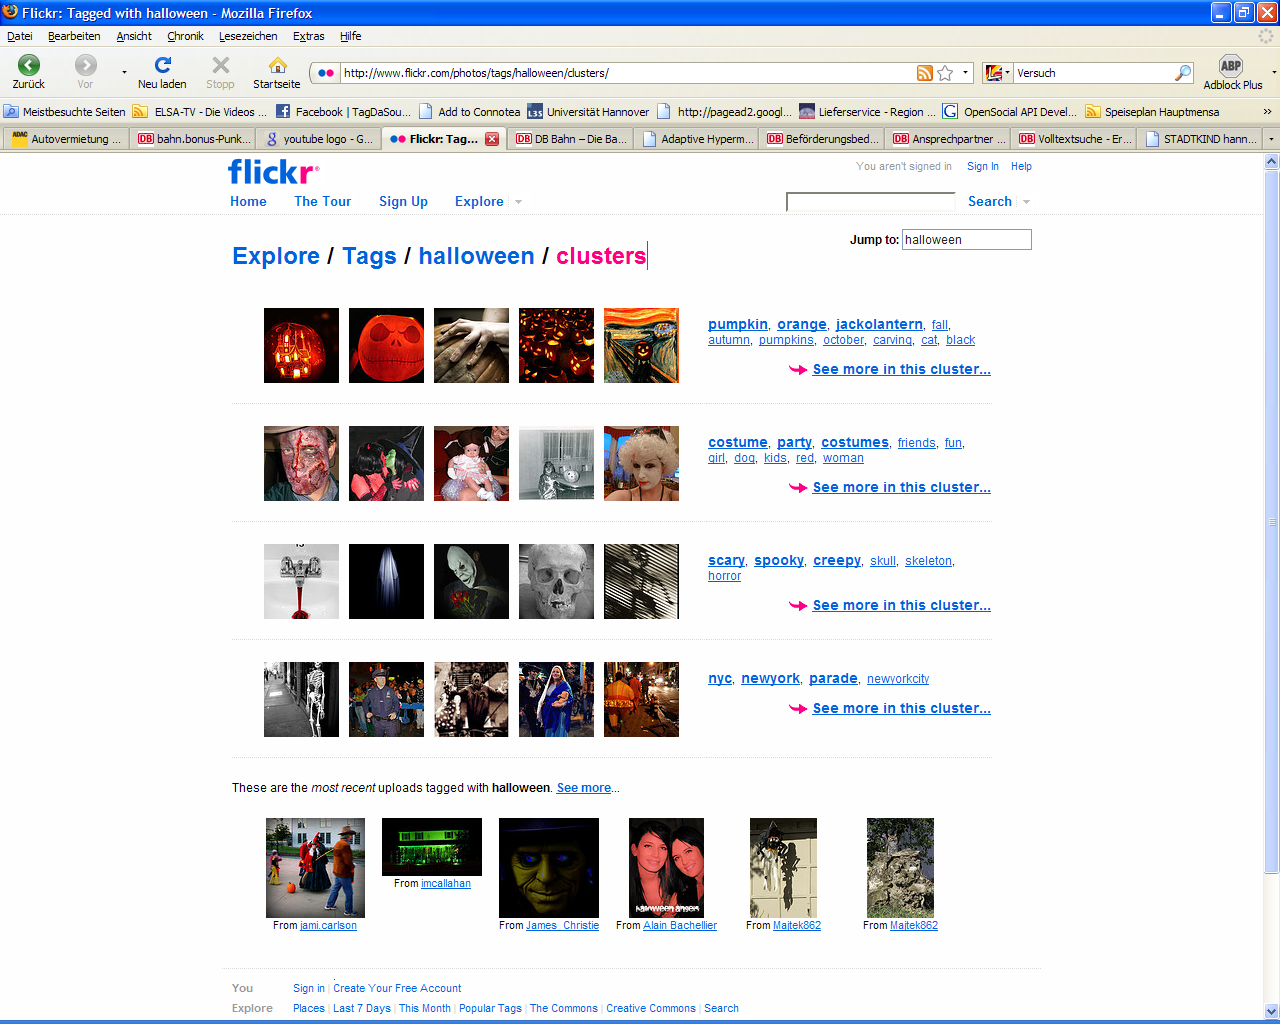 Flickr: Tagged with halloween - Mozilla Firefox
Datei Bearbeiten Ansicht Chronik Lesezeichen Extras Hilfe
Zurück Vor Neu laden Stopp Startseite http://www.flickr.com/photos/tags/halloween/clusters/ Versuch ABP Adblock Plus
Meistbesuchte Seiten ELSA-TV - Die Videos ... Facebook | TagDaSou... Add to Connotea L3S Universität Hannover http://pagead2.googl... Lieferservice - Region ... OpenSocial API Devel... Speiseplan Hauptmensa »
ADAC Autovermietung ... DB bahn.bonus-Punk... youtube logo - G... Flickr: Tag... DB DB Bahn – Die Ba... Adaptive Hyperm... DB Beförderungsbed... DB Ansprechpartner ... DB Volltextsuche - Er... STADTKIND hann...
flickr®
You aren't signed in Sign In Help
Home The Tour Sign Up Explore Search
Jump to: halloween
Explore / Tags / halloween / clusters
pumpkin, orange, jackolantern, fall,
autumn, pumpkins, october, carving, cat, black
See more in this cluster...
costume, party, costumes, friends, fun,
girl, dog, kids, red, woman
See more in this cluster...
scary, spooky, creepy, skull, skeleton,
horror
See more in this cluster...
nyc, newyork, parade, newyorkcity
See more in this cluster...
These are the most recent uploads tagged with halloween. See more...
halloween angels
From jami.carlson From imcallahan From James_Christie From Alain Bachellier From Majtek862 From Majtek862
You Sign in | Create Your Free Account
Explore Places | Last 7 Days | This Month | Popular Tags | The Commons | Creative Commons | Search